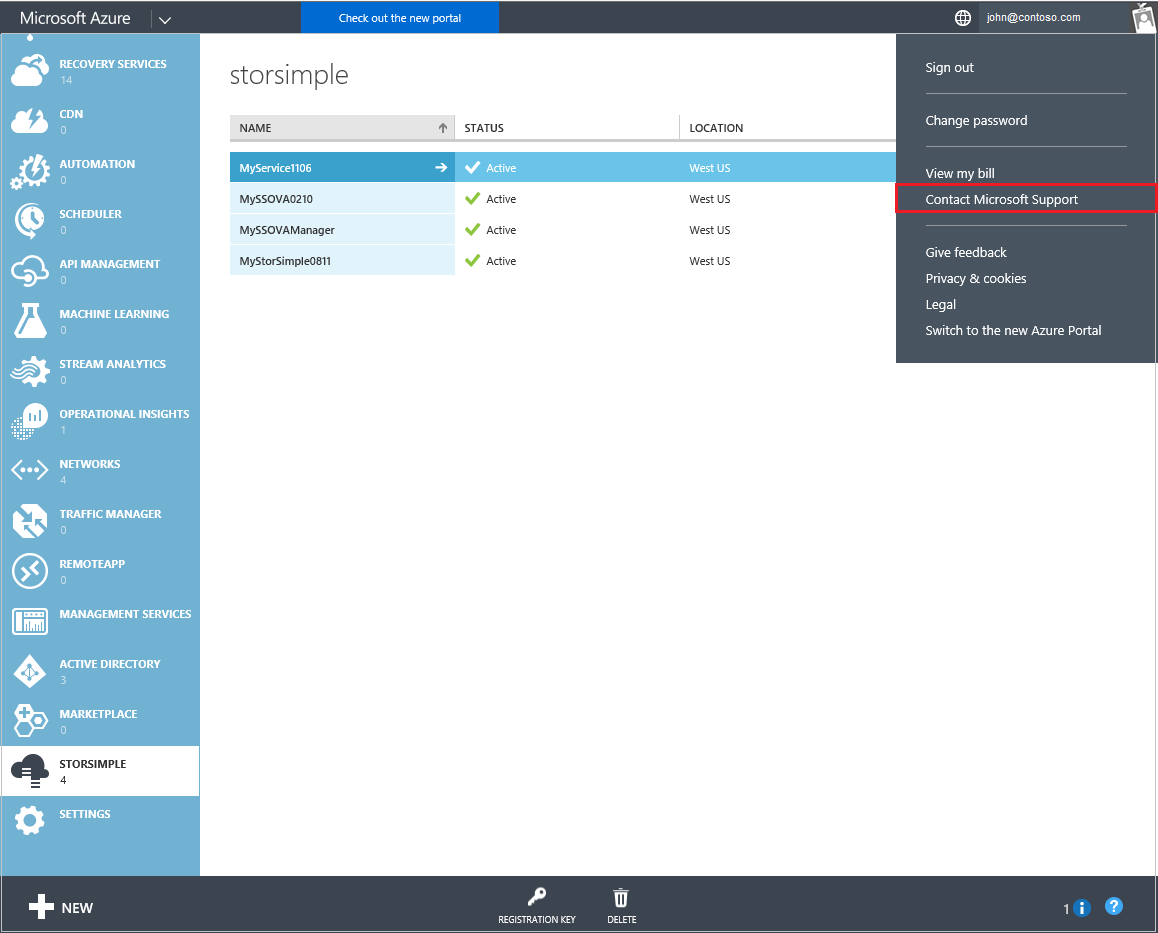 Microsoft Azure
Check out the new portal
john@contoso.com
RECOVERY SERVICES
14
CDN
0
AUTOMATION
0
SCHEDULER
0
API MANAGEMENT
0
MACHINE LEARNING
0
STREAM ANALYTICS
0
OPERATIONAL INSIGHTS
1
NETWORKS
4
TRAFFIC MANAGER
0
REMOTEAPP
0
MANAGEMENT SERVICES
ACTIVE DIRECTORY
3
MARKETPLACE
0
STORSIMPLE
4
SETTINGS
storsimple
NAME STATUS LOCATION
MyService1106 Active West US
MySSOVA0210 Active West US
MySSOVAManager Active West US
MyStorSimple0811 Active West US
Sign out
Change password
View my bill
Contact Microsoft Support
Give feedback
Privacy & cookies
Legal
Switch to the new Azure Portal
NEW
REGISTRATION KEY
DELETE
1 i ?